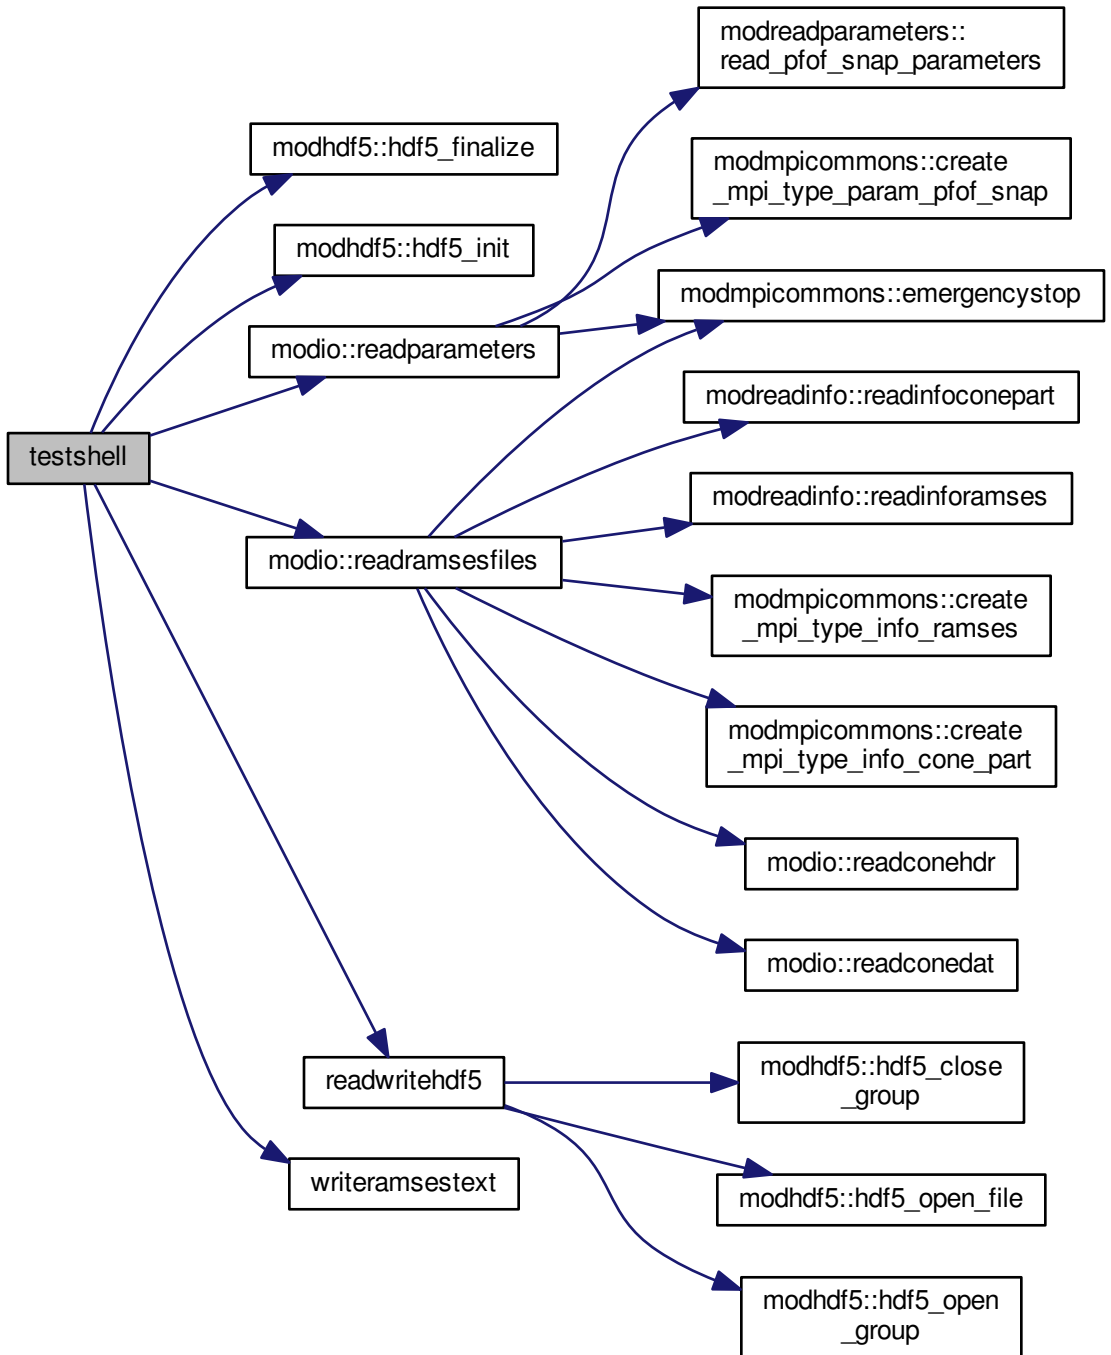 modreadparameters::
read_pfof_snap_parameters
modhdf5::hdf5_finalize
modmpicommons::create
_mpi_type_param_pfof_snap
modhdf5::hdf5_init
modmpicommons::emergencystop
modio::readparameters
modreadinfo::readinfoconepart
testshell
modreadinfo::readinforamses
modio::readramsesfiles
modmpicommons::create
_mpi_type_info_ramses
modmpicommons::create
_mpi_type_info_cone_part
modio::readconehdr
modio::readconedat
readwritehdf5
modhdf5::hdf5_close
_group
writeramsestext
modhdf5::hdf5_open_file
modhdf5::hdf5_open
_group